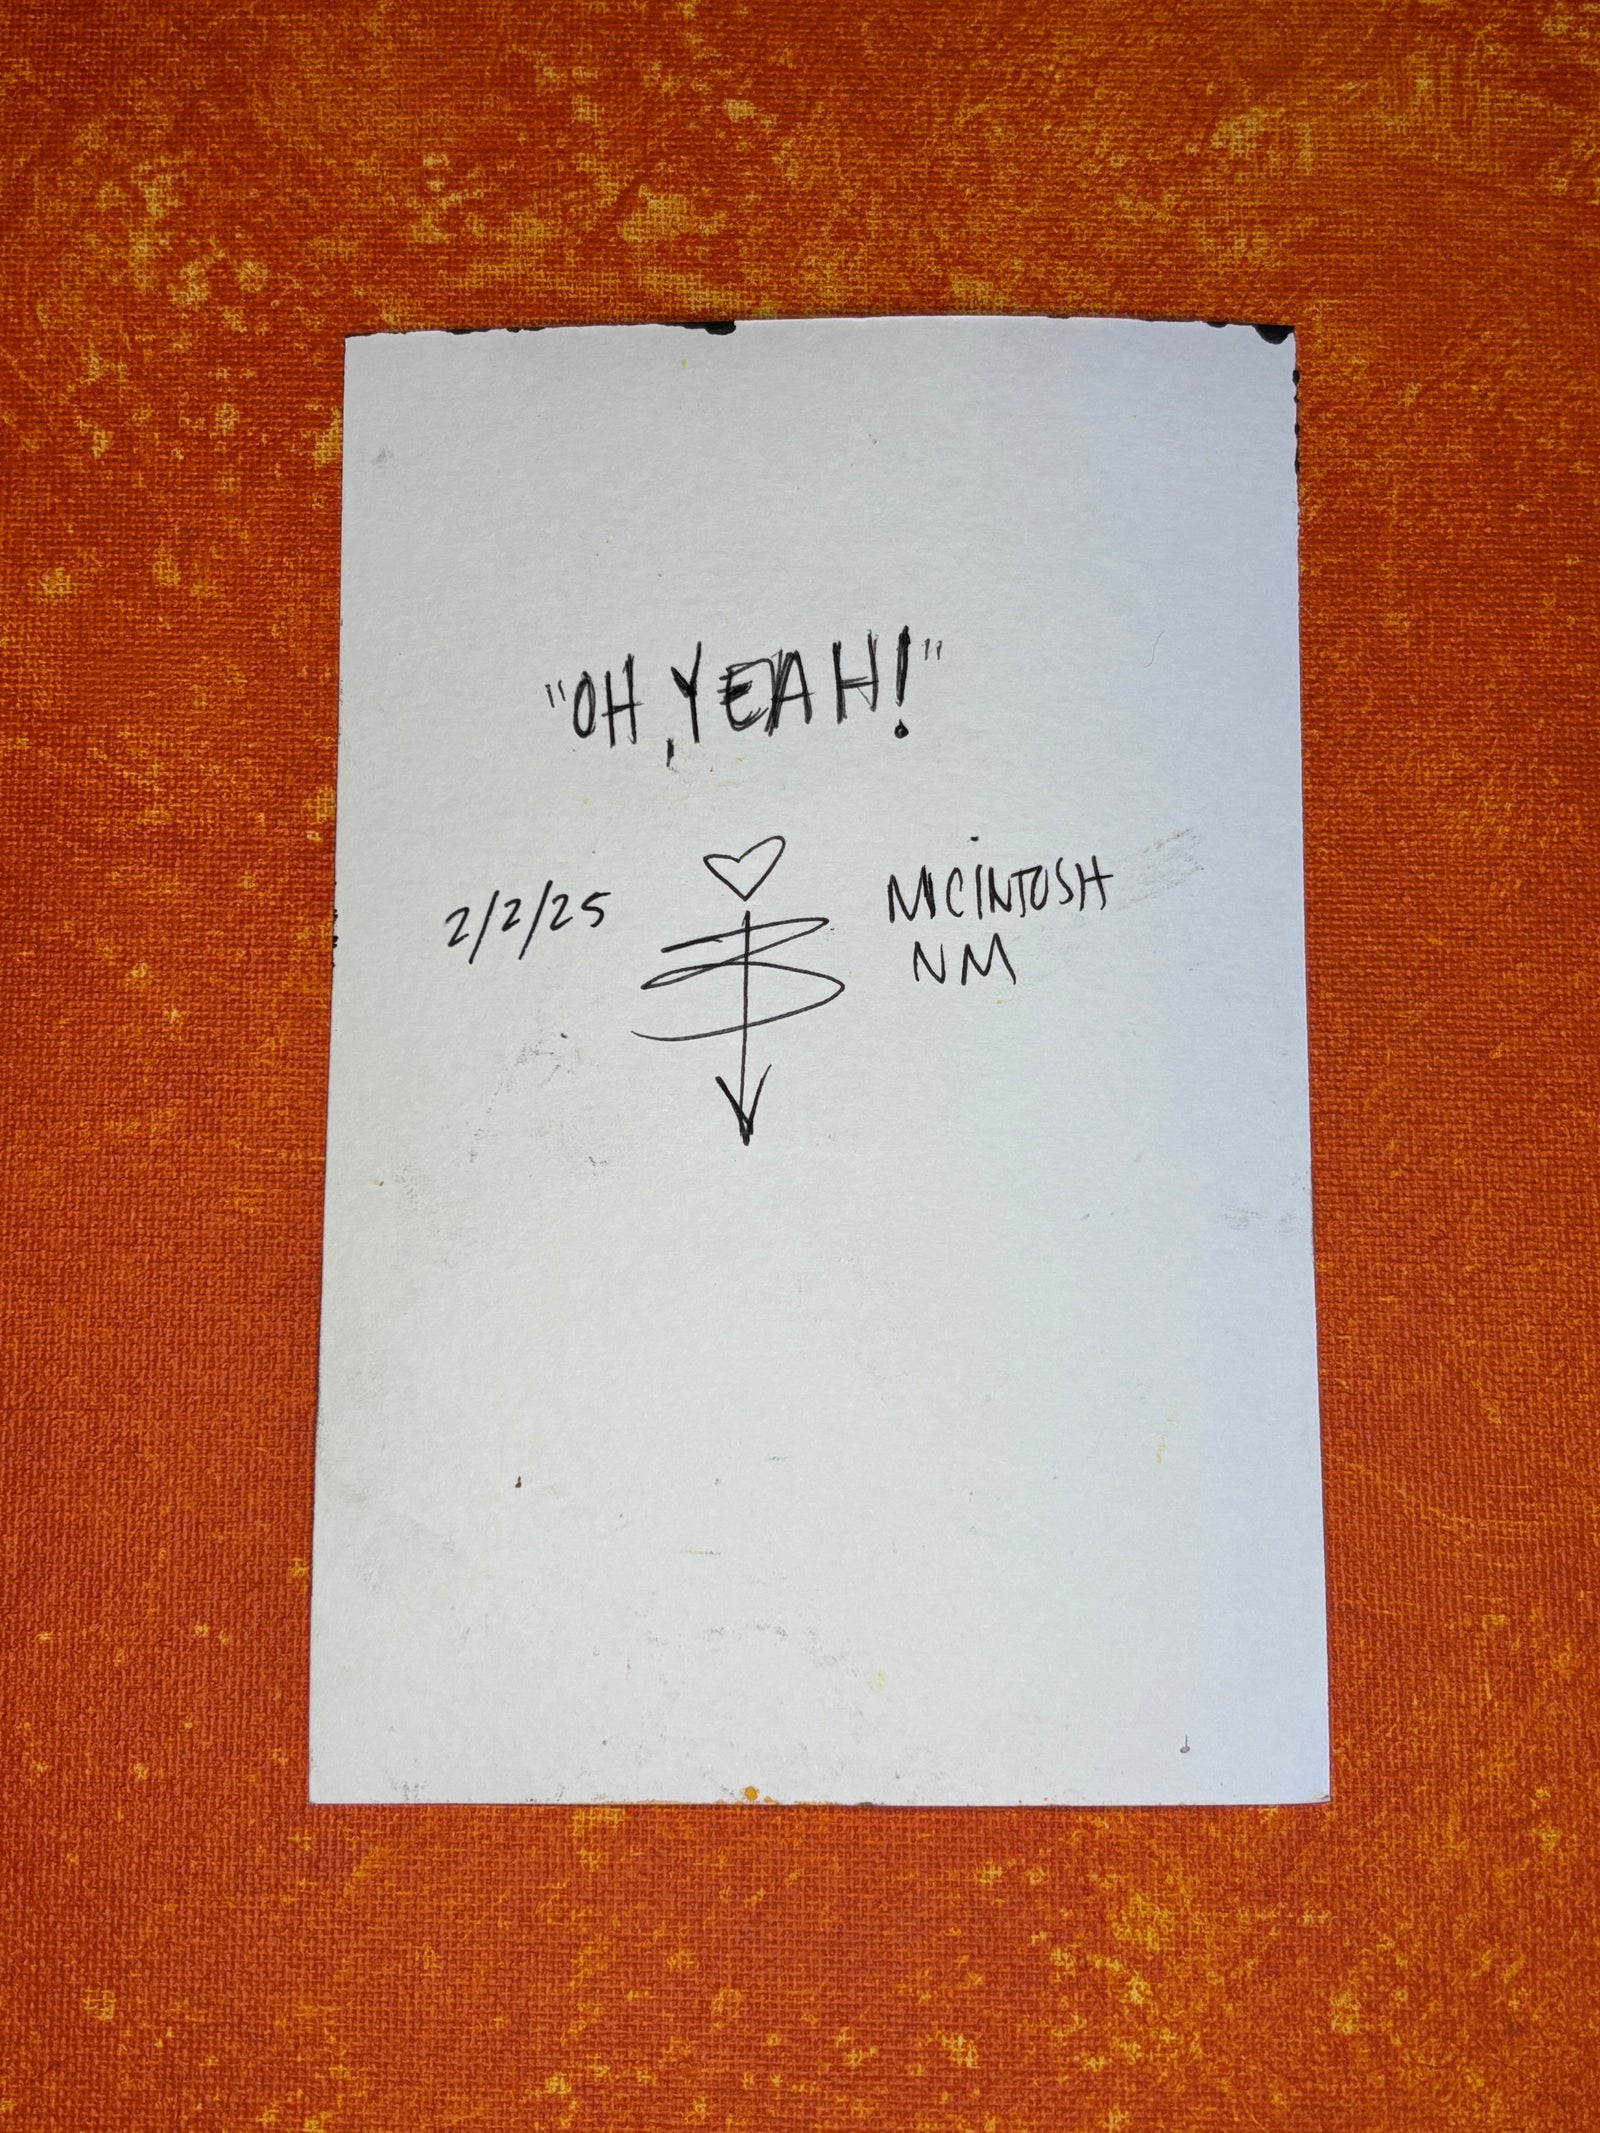 "OH, YEAH!"
2/2/25
MCINTOSH
NM